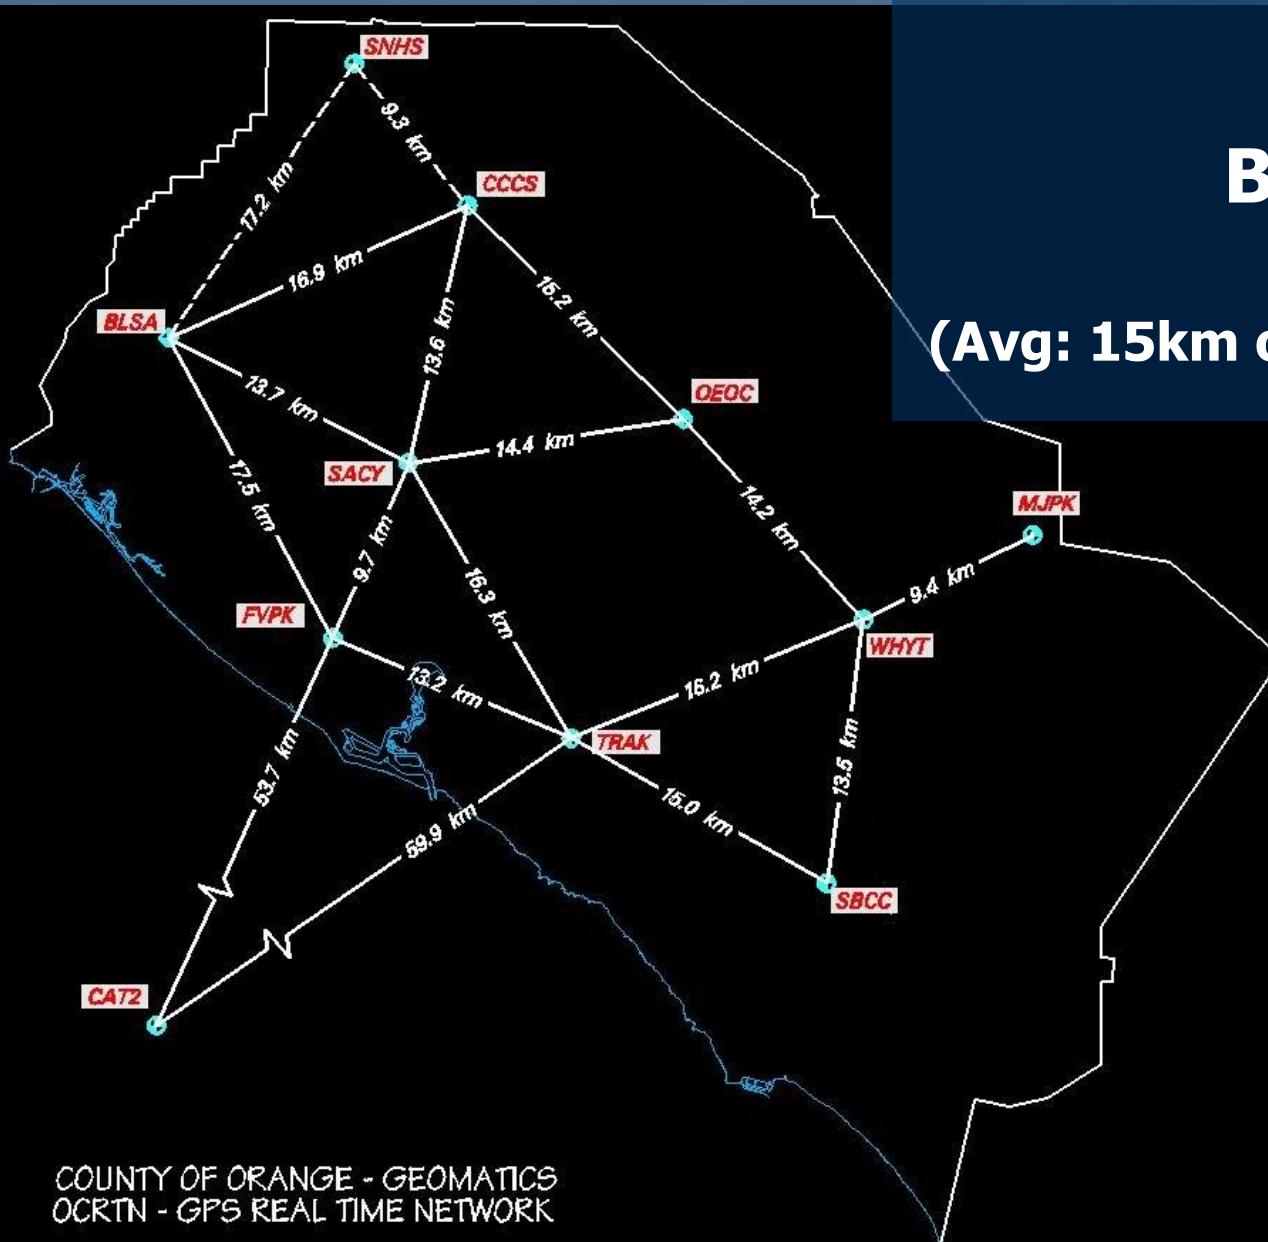 SNHS
9.3 km
B
CCCS
17.2 km
16.9 km
15.2 km
BLSA
13.6 km
(Avg: 15km
13.7 km
OEOC
14.4 km
SACY
17.5 km
14.2 km
MJPK
9.7 km
16.3 km
9.4 km
FVPK
WHYT
13.2 km
16.2 km
TRAK
53.7 km
13.5 km
15.0 km
59.9 km
SBCC
CAT2
COUNTY OF ORANGE - GEOMATICS
OCRTN - GPS REAL TIME NETWORK